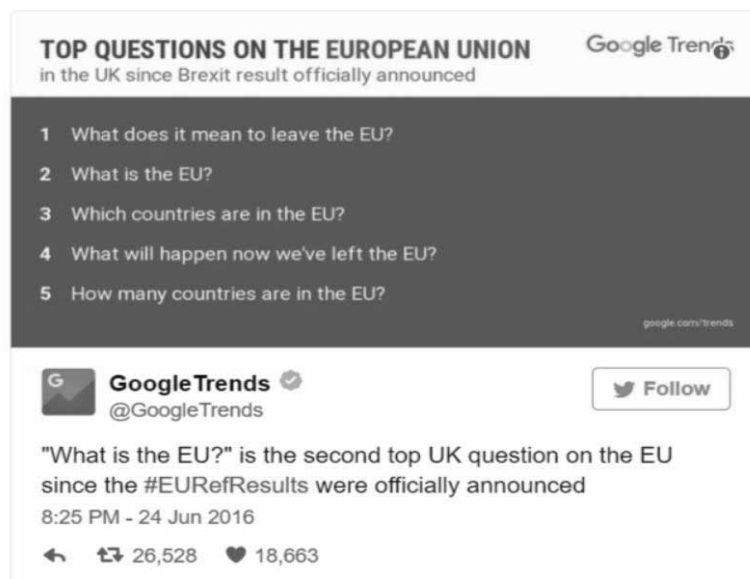 TOP QUESTIONS ON THE EUROPEAN UNION
Google Trends
in the UK since Brexit result officially announced
1 What does it mean to leave the EU?
2 What is the EU?
3 Which countries are in the EU?
4 What will happen now we've left the EU?
5 How many countries are in the EU?
google.com/trends
G
GoogleTrends
@GoogleTrends
Follow
"What is the EU?" is the second top UK question on the EU
since the #EURefResults were officially announced
8:25 PM - 24 Jun 2016
26,528 18,663